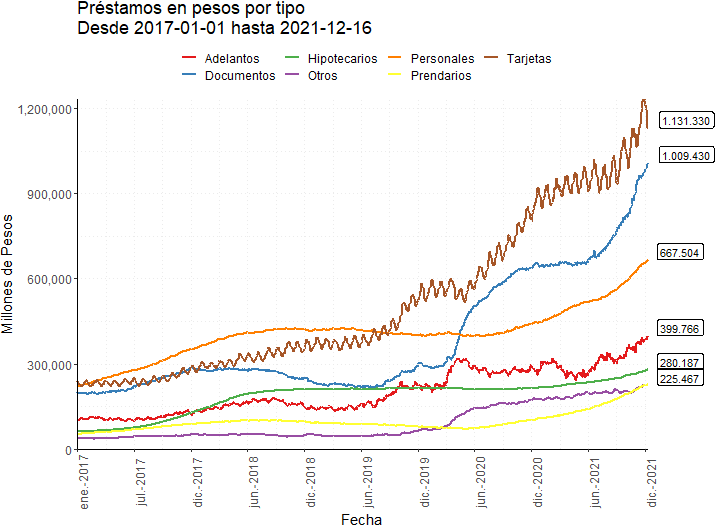 Préstamos en pesos por tipo
Desde 2017-01-01 hasta 2021-12-16
Adelantos Hipotecarios Personales Tarjetas
Documentos Otros Prendarios
Millones de Pesos
1,200,000
900,000
600,000
300,000
0
1.131.330
1.009.430
667.504
399.766
280.187
225.467
ene.-2017 jul.-2017 dic.-2017 jun.-2018 dic.-2018 jun.-2019 dic.-2019 jun.-2020 dic.-2020 jun.-2021 dic.-2021
Fecha